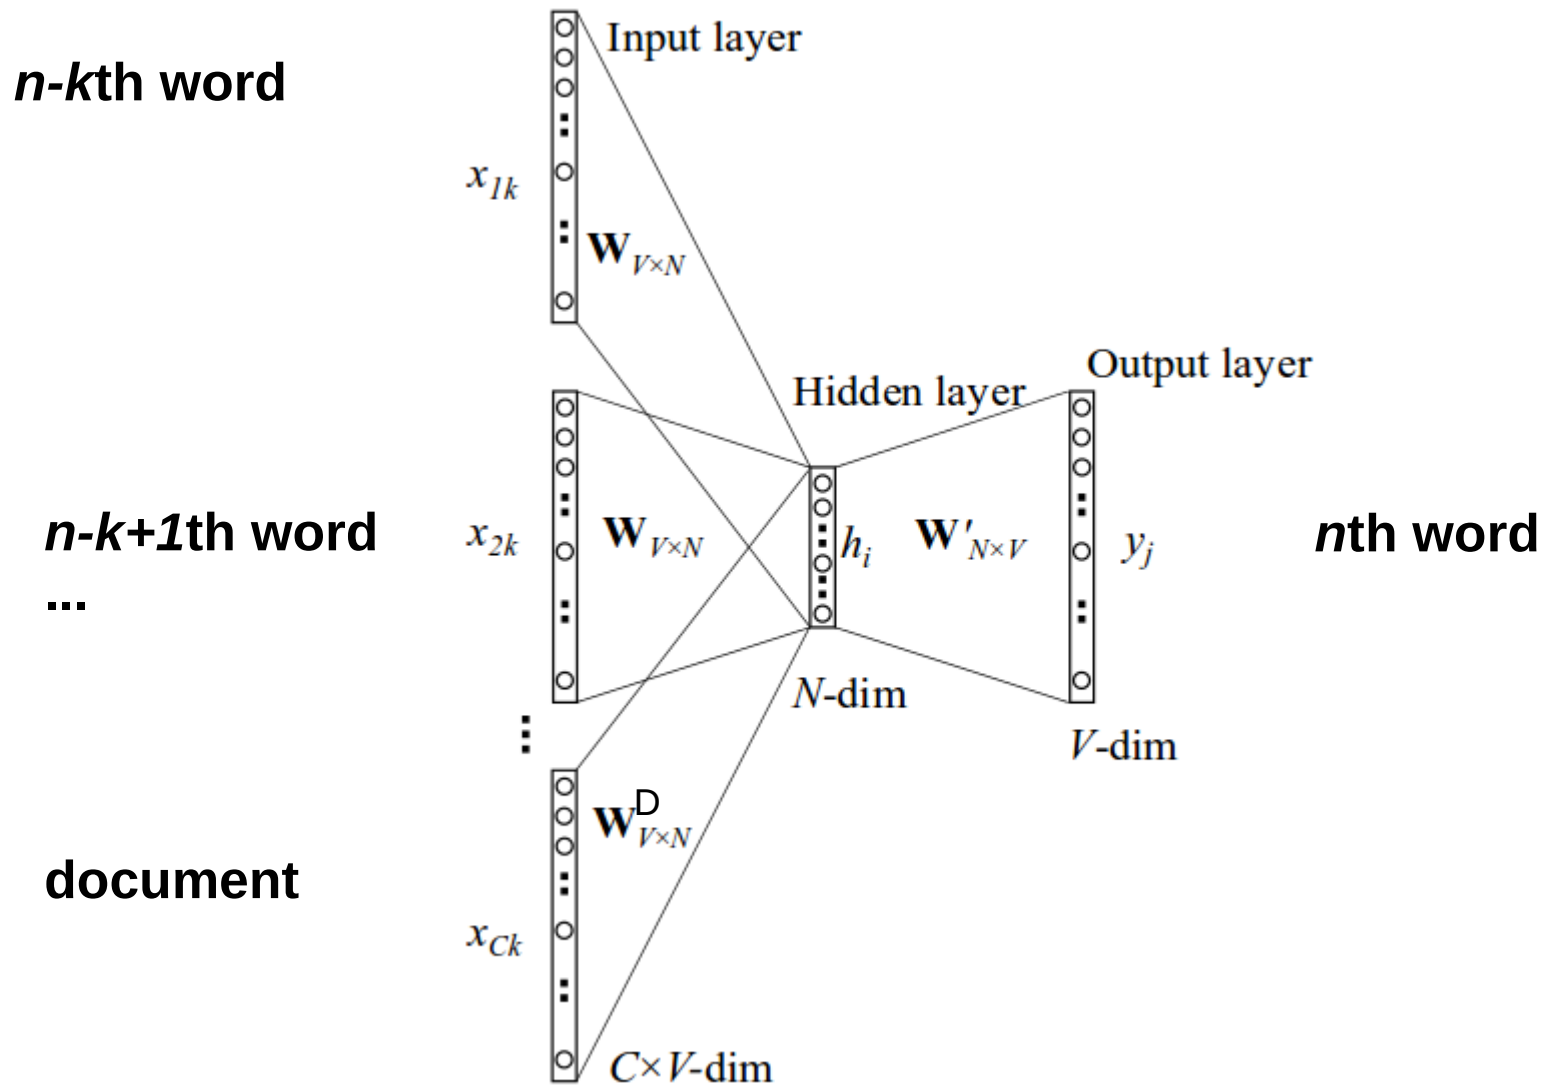 Input layer
n-kth word
x1k
WV×N
Output layer
Hidden layer
n-k+1th word
...
x2k
WV×N
hi
W'N×V
yj
nth word
N-dim
V-dim
WDV×N
document
xCk
C×V-dim